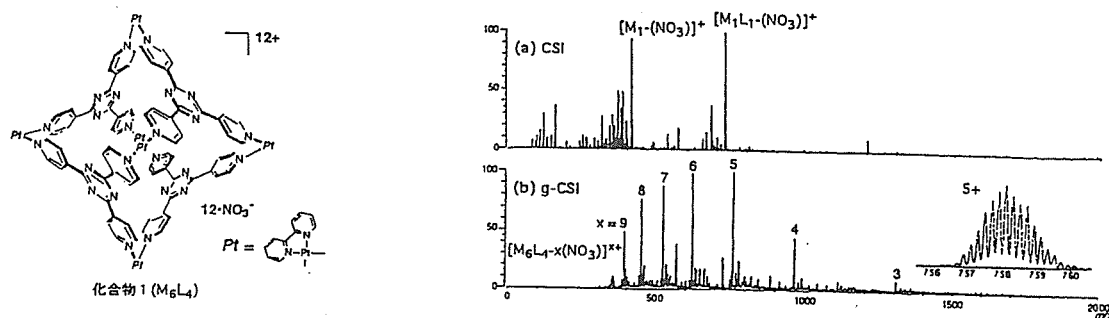 Pt
12+
Pt
Pt
Pt
Pt
Pt
12·NO₃⁻
Pt =
化合物 1 (M₆L₄)
[M₁-(NO₃)]⁺
[M₁L₁-(NO₃)]⁺
(a) CSI
100
50
0
(b) g-CSI
100
50
0
x = 9
8
7
6
5
4
3
[M₆L₄-x(NO₃)]ˣ⁺
5+
756
757
758
759
760
0
500
1000
1500
2000